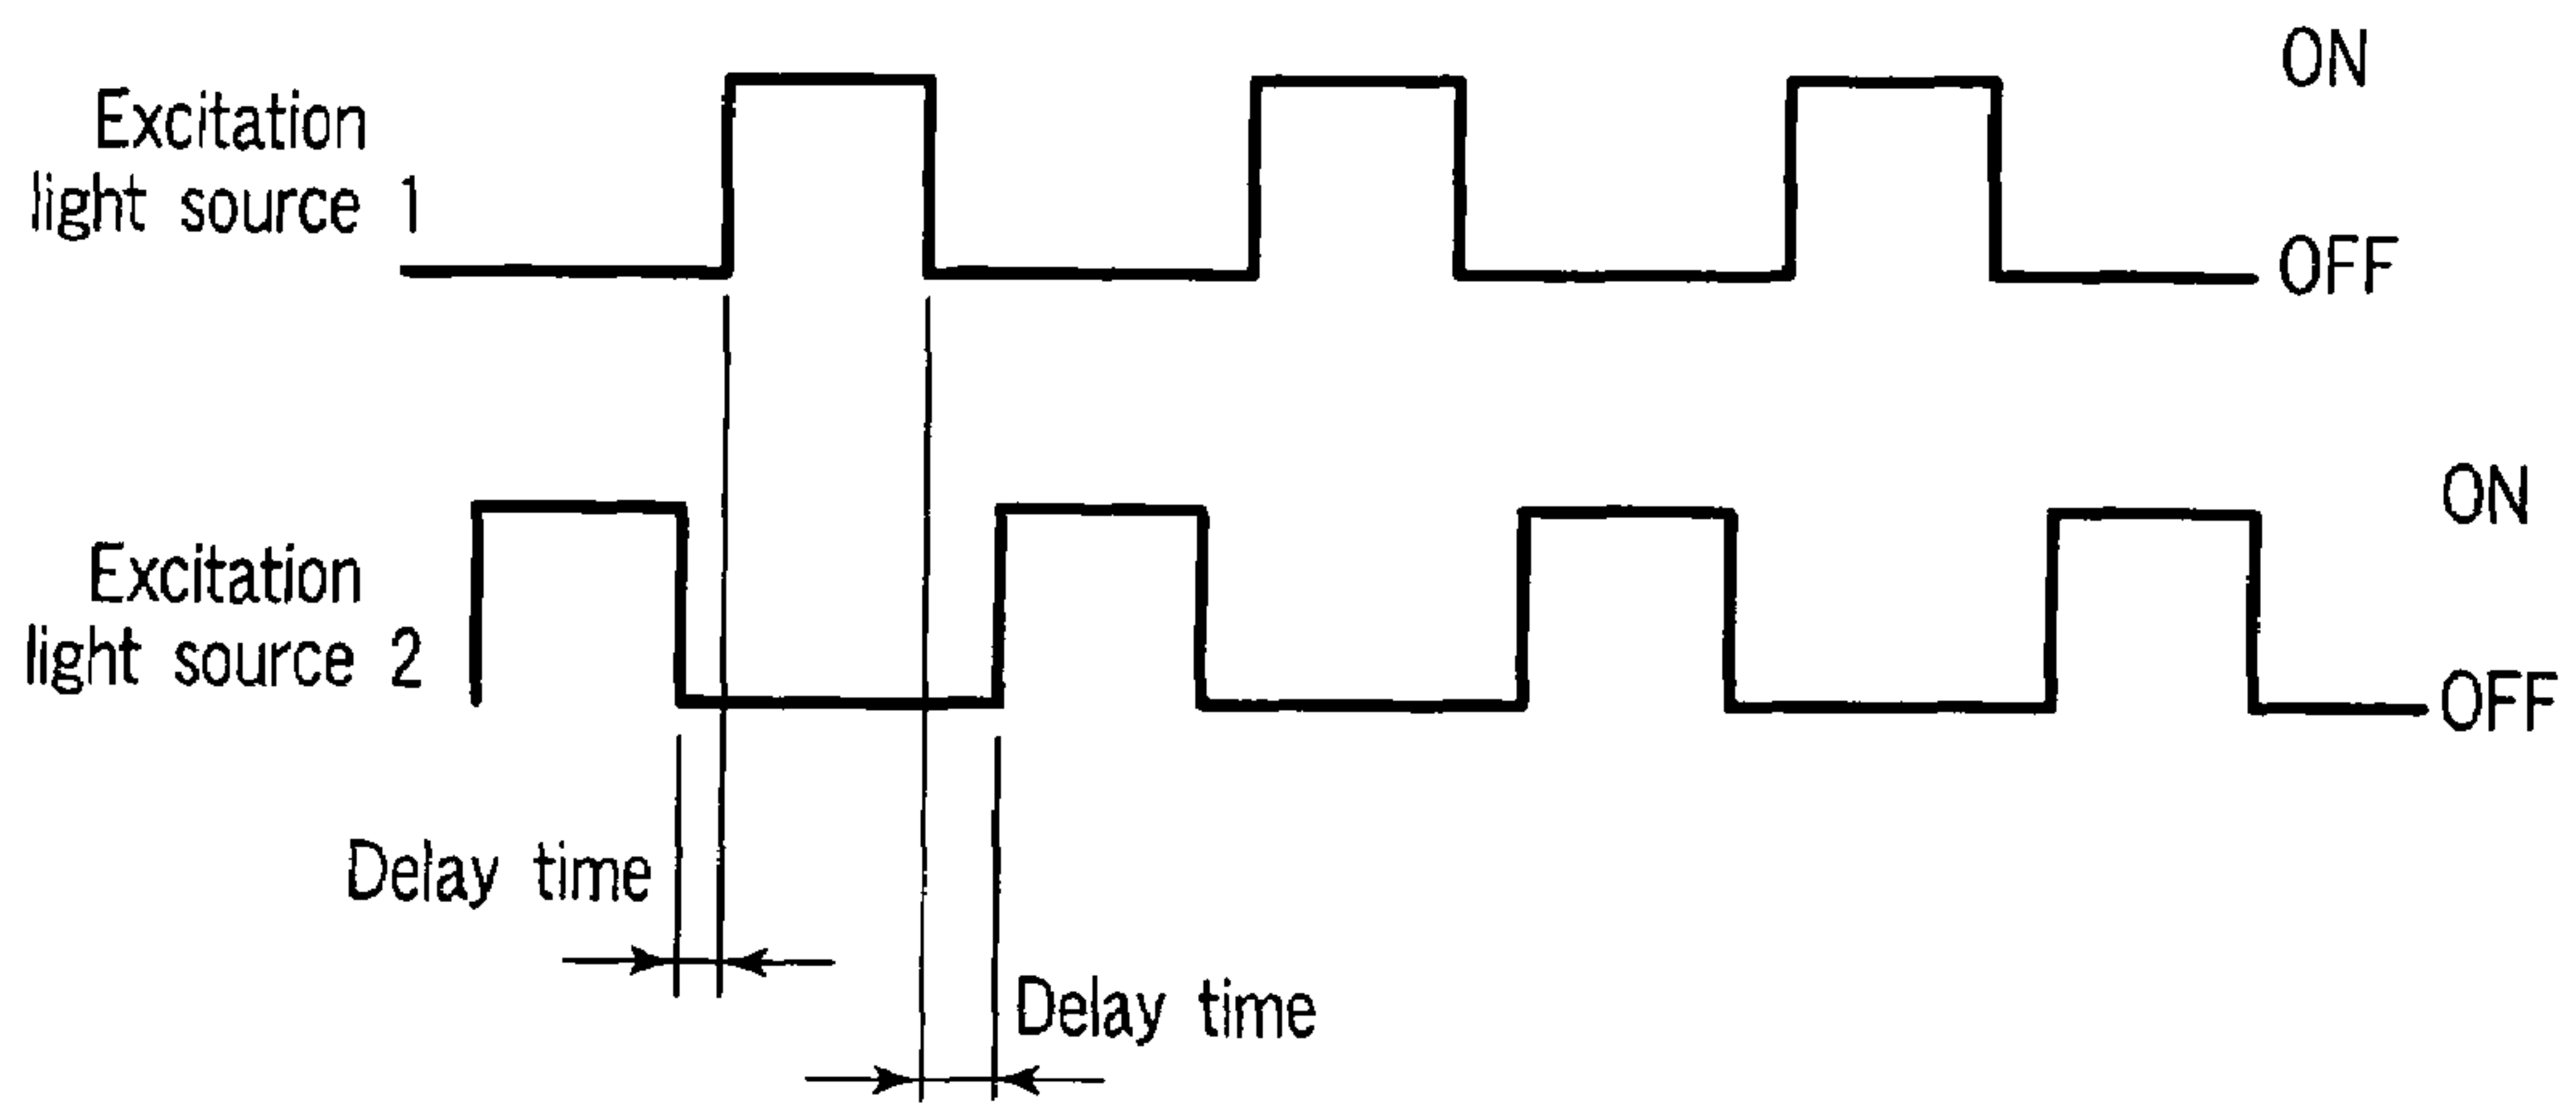 ON
Excitation
light source 1
OFF
ON
Excitation
light source 2
OFF
Delay time
Delay time